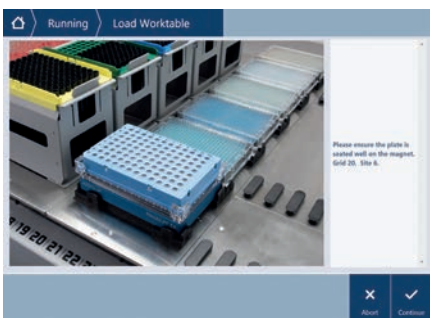 Running
Load Worktable
Please ensure the plate is
seated well on the magnet.
Grid 20. Site 6.
19 20 21 22
Abort
Continue